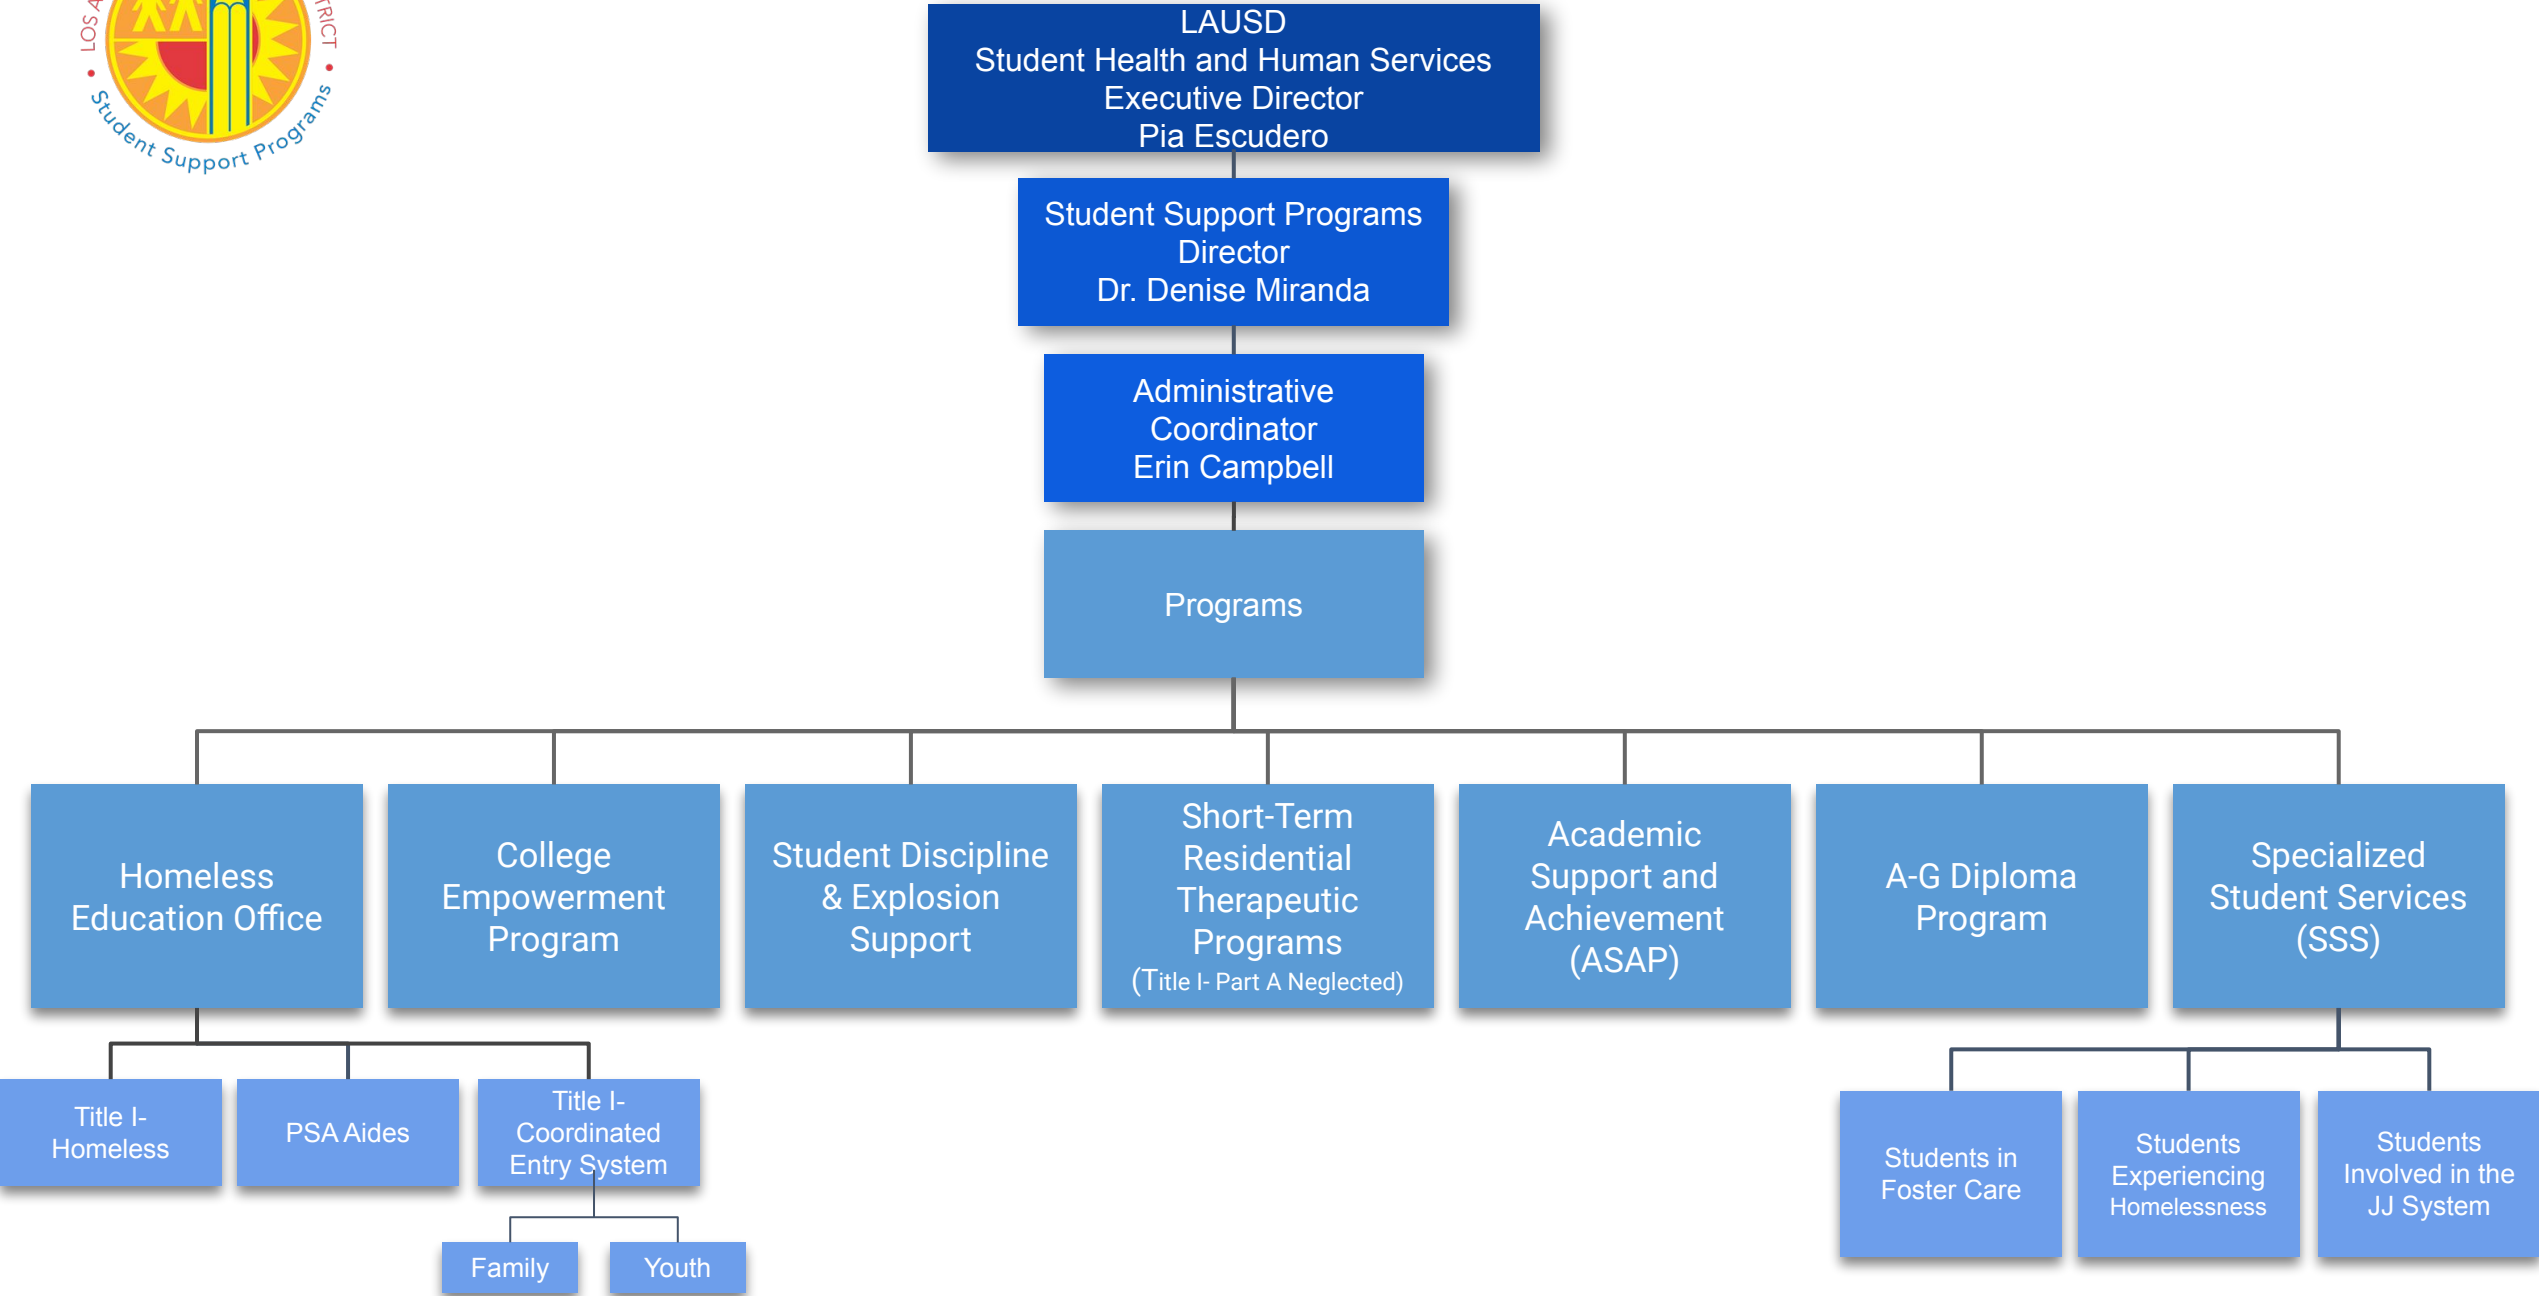 LOS A
TRICT
Student Support Programs
LAUSD
Student Health and Human Services
Executive Director
Pia Escudero
Student Support Programs
Director
Dr. Denise Miranda
Administrative
Coordinator
Erin Campbell
Programs
Homeless
Education Office
College
Empowerment
Program
Student Discipline
& Explosion
Support
Short-Term
Residential
Therapeutic
Programs
(Title I- Part A Neglected)
Academic
Support and
Achievement
(ASAP)
A-G Diploma
Program
Specialized
Student Services
(SSS)
Title I-
Homeless
PSA Aides
Title I-
Coordinated
Entry System
Family
Youth
Students in
Foster Care
Students
Experiencing
Homelessness
Students
Involved in the
JJ System